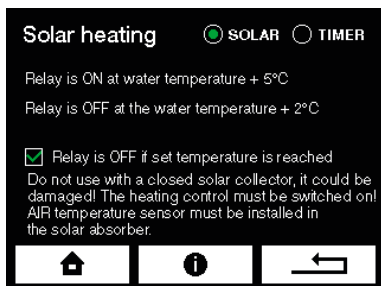 Solar heating SOLAR TIMER
Relay is ON at water temperature + 5°C
Relay is OFF at the water temperature + 2°C
Relay is OFF if set temperature is reached
Do not use with a closed solar collector, it could be
damaged! The heating control must be switched on!
AIR temperature sensor must be installed in
the solar absorber.